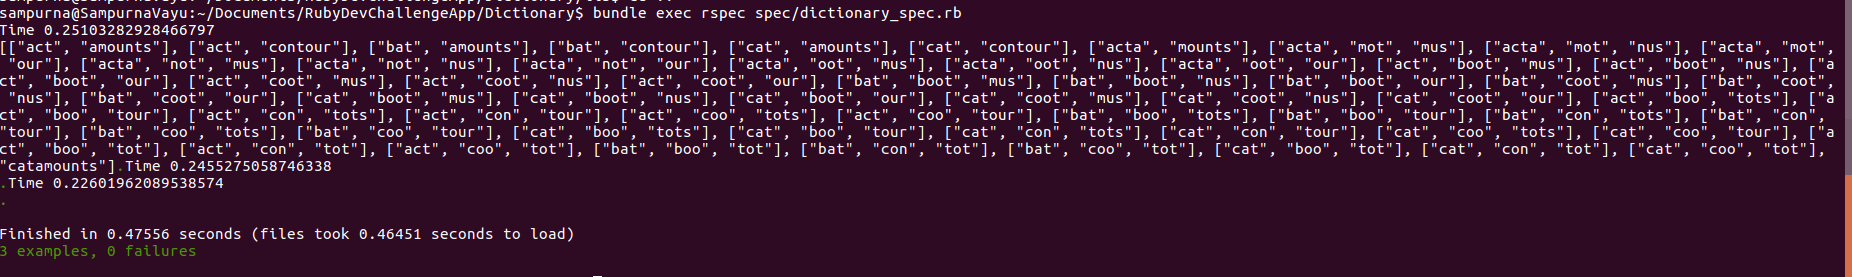 sampurna@SampurnaVayu:~/Documents/RubyDevChallengeApp/Dictionary$ bundle exec rspec spec/dictionary_spec.rb
Time 0.25103282928466797
[["act", "amounts"], ["act", "contour"], ["bat", "amounts"], ["bat", "contour"], ["cat", "amounts"], ["cat", "contour"], ["acta", "mounts"], ["acta", "mot", "mus"], ["acta", "mot", "nus"], ["acta", "mot",
 "our"], ["acta", "not", "mus"], ["acta", "not", "nus"], ["acta", "not", "our"], ["acta", "oot", "mus"], ["acta", "oot", "nus"], ["acta", "oot", "our"], ["act", "boot", "mus"], ["act", "boot", "nus"], ["a
ct", "boot", "our"], ["act", "coot", "mus"], ["act", "coot", "nus"], ["act", "coot", "our"], ["bat", "boot", "mus"], ["bat", "boot", "nus"], ["bat", "boot", "our"], ["bat", "coot", "mus"], ["bat", "coot",
 "nus"], ["bat", "coot", "our"], ["cat", "boot", "mus"], ["cat", "boot", "nus"], ["cat", "boot", "our"], ["cat", "coot", "mus"], ["cat", "coot", "nus"], ["cat", "coot", "our"], ["act", "boo", "tots"], ["a
ct", "boo", "tour"], ["act", "con", "tots"], ["act", "con", "tour"], ["act", "coo", "tots"], ["act", "coo", "tour"], ["bat", "boo", "tots"], ["bat", "boo", "tour"], ["bat", "con", "tots"], ["bat", "con",
"tour"], ["bat", "coo", "tots"], ["bat", "coo", "tour"], ["cat", "boo", "tots"], ["cat", "boo", "tour"], ["cat", "con", "tots"], ["cat", "con", "tour"], ["cat", "coo", "tots"], ["cat", "coo", "tour"], ["a
ct", "boo", "tot"], ["act", "con", "tot"], ["act", "coo", "tot"], ["bat", "boo", "tot"], ["bat", "con", "tot"], ["bat", "coo", "tot"], ["cat", "boo", "tot"], ["cat", "con", "tot"], ["cat", "coo", "tot"],
"catamounts"].Time 0.2455275058746338
.Time 0.22601962089538574
.
Finished in 0.47556 seconds (files took 0.46451 seconds to load)
3 examples, 0 failures